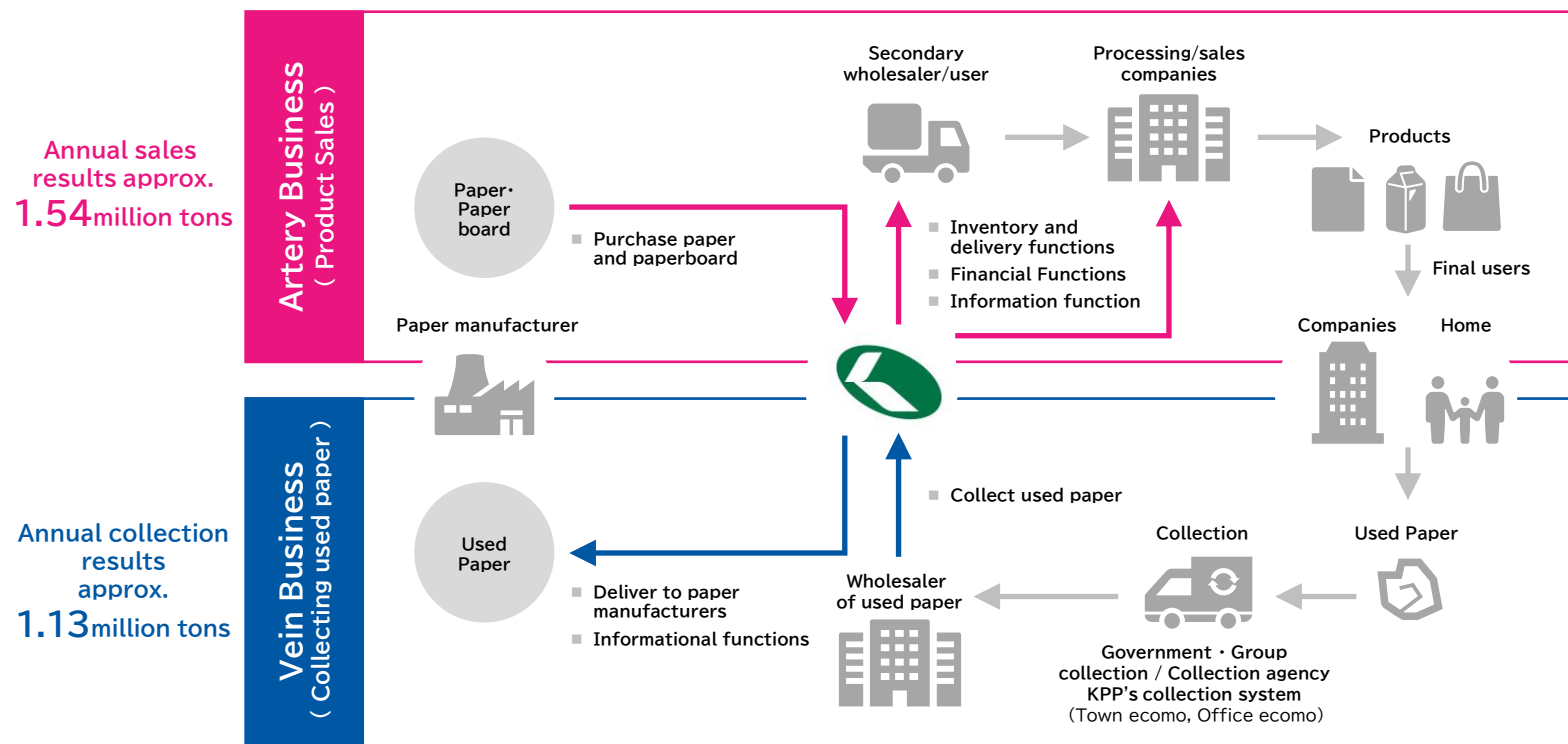 Annual sales
results approx.
1.54million tons
Artery Business
( Product Sales )
Paper・
Paper
board
Purchase paper
and paperboard
Paper manufacturer
Secondary
wholesaler/user
Processing/sales
companies
Products
Inventory and
delivery functions
Financial Functions
Information function
Final users
Companies
Home
Annual collection
results
approx.
1.13million tons
Vein Business
( Collecting used paper )
Used
Paper
Deliver to paper
manufacturers
Informational functions
Collect used paper
Wholesaler
of used paper
Collection
Used Paper
Government・Group
collection / Collection agency
KPP's collection system
(Town ecomo, Office ecomo)